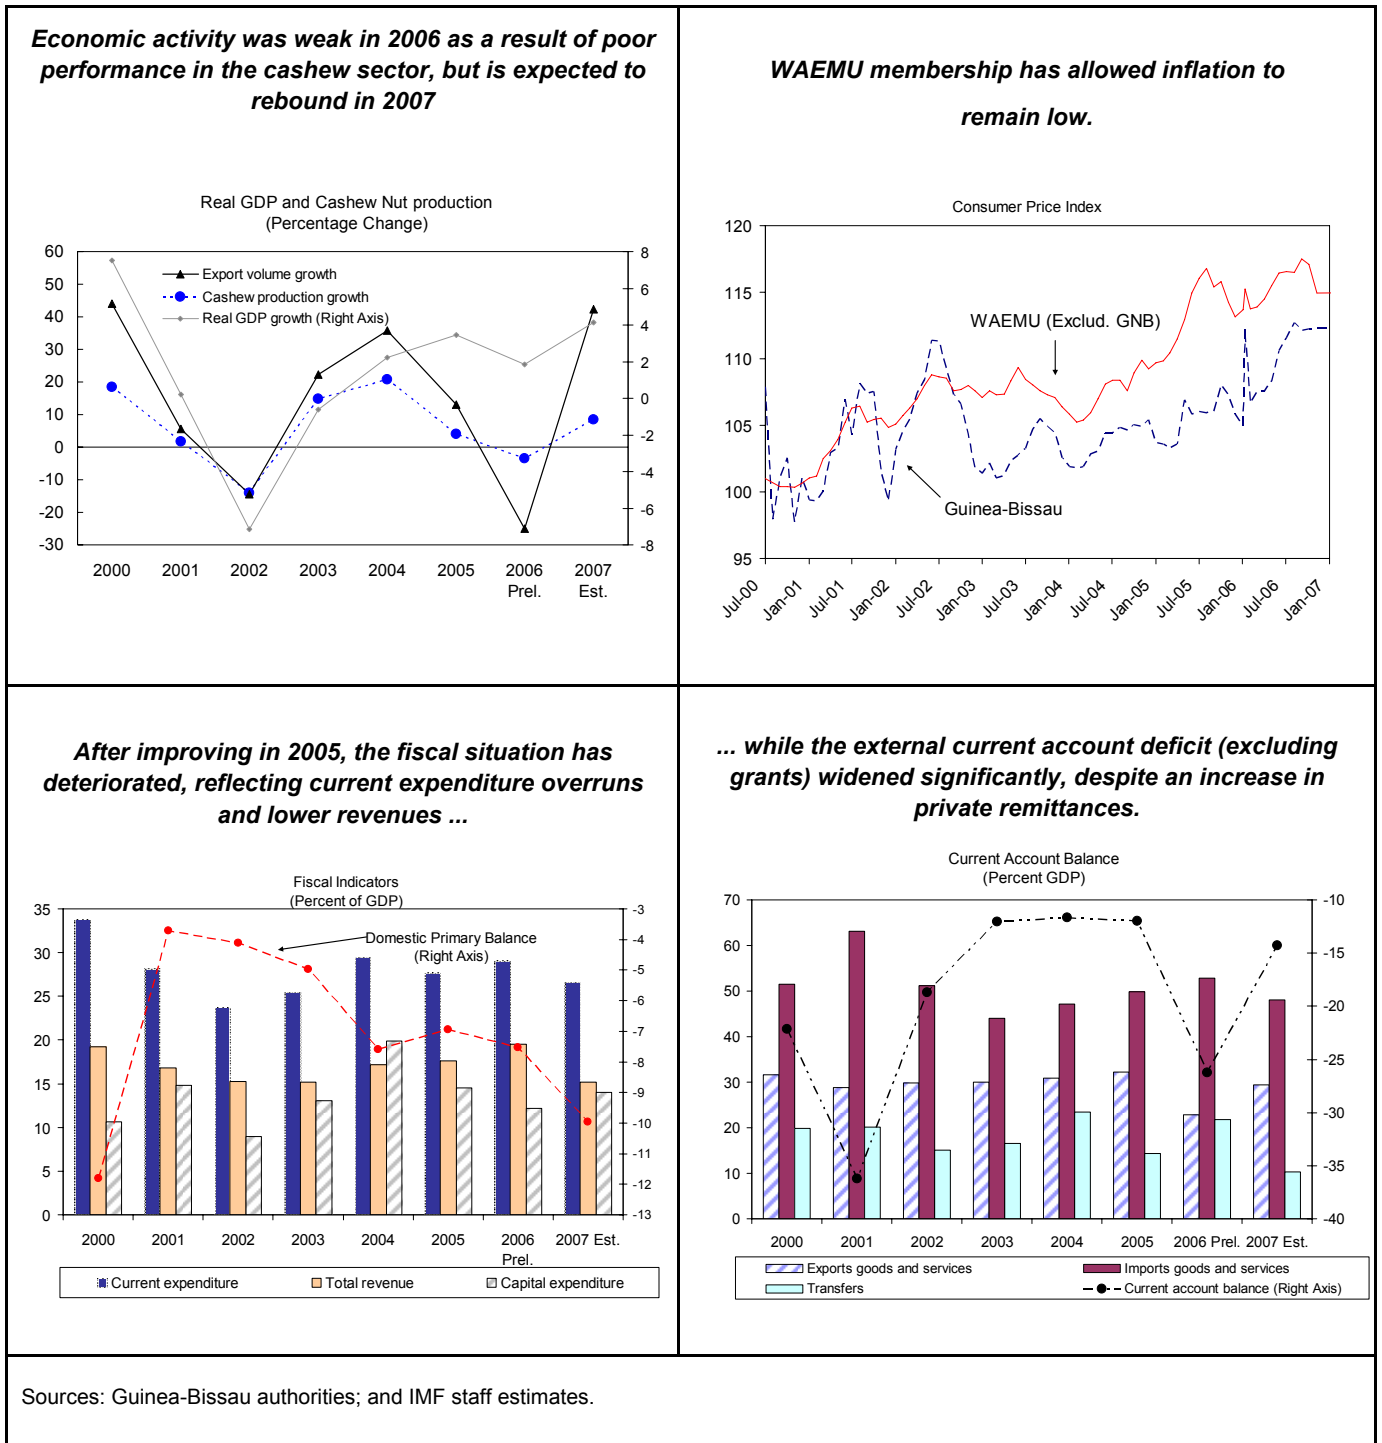 Economic activity was weak in 2006 as a result of poor
performance in the cashew sector, but is expected to
rebound in 2007
Real GDP and Cashew Nut production
(Percentage Change)
60
50
40
30
20
10
0
-10
-20
-30
8
6
4
2
0
-2
-4
-6
-8
Export volume growth
Cashew production growth
Real GDP growth (Right Axis)
2000 2001 2002 2003 2004 2005 2006 2007
Prel. Est.
WAEMU membership has allowed inflation to
remain low.
Consumer Price Index
120
115
110
105
100
95
WAEMU (Exclud. GNB)
Guinea-Bissau
Jul-00 Jan-01 Jul-01 Jan-02 Jul-02 Jan-03 Jul-03 Jan-04 Jul-04 Jan-05 Jul-05 Jan-06 Jul-06 Jan-07
After improving in 2005, the fiscal situation has
deteriorated, reflecting current expenditure overruns
and lower revenues ...
Fiscal Indicators
(Percent of GDP)
35
30
25
20
15
10
5
0
-3
-4
-5
-6
-7
-8
-9
-10
-11
-12
-13
Domestic Primary Balance
(Right Axis)
2000 2001 2002 2003 2004 2005 2006 2007 Est.
Prel.
Current expenditure Total revenue Capital expenditure
... while the external current account deficit (excluding
grants) widened significantly, despite an increase in
private remittances.
Current Account Balance
(Percent GDP)
70
60
50
40
30
20
10
0
-10
-15
-20
-25
-30
-35
-40
2000 2001 2002 2003 2004 2005 2006 Prel. 2007 Est.
Exports goods and services Imports goods and services
Transfers Current account balance (Right Axis)
Sources: Guinea-Bissau authorities; and IMF staff estimates.